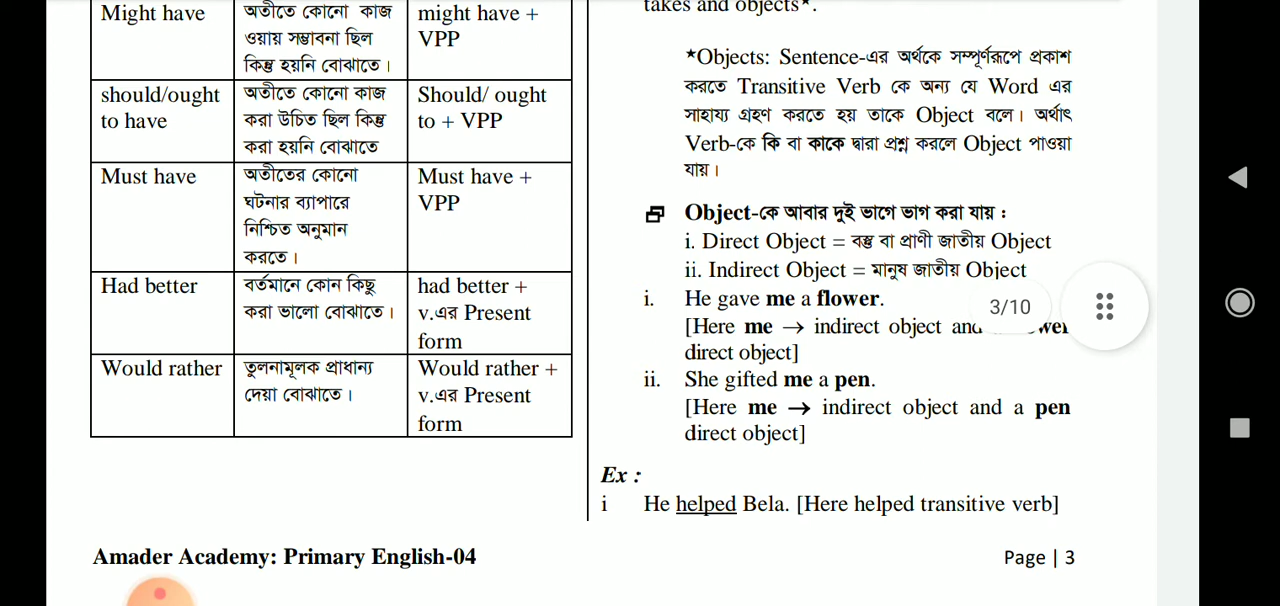 Might have
অতীতে কোনো কাজ
ওয়ায় সম্ভাবনা ছিল
কিন্তু হয়নি বোঝাতে।
might have +
VPP
should/ought
to have
অতীতে কোনো কাজ
করা উচিত ছিল কিন্তু
করা হয়নি বোঝাতে
Should/ ought
to + VPP
Must have
অতীতের কোনো
ঘটনার ব্যাপারে
নিশ্চিত অনুমান
করতে।
Must have +
VPP
Had better
বর্তমানে কোন কিছু
করা ভালো বোঝাতে।
had better +
v.এর Present
form
Would rather
তুলনামূলক প্রাধান্য
দেয়া বোঝাতে।
Would rather +
v.এর Present
form
takes and objects*.
*Objects: Sentence-এর অর্থকে সম্পূর্ণরূপে প্রকাশ
করতে Transitive Verb কে অন্য যে Word এর
সাহায্য গ্রহণ করতে হয় তাকে Object বলে। অর্থাৎ
Verb-কে কি বা কাকে দ্বারা প্রশ্ন করলে Object পাওয়া
যায়।
Object-কে আবার দুই ভাগে ভাগ করা যায় :
i. Direct Object = বস্তু বা প্রাণী জাতীয় Object
ii. Indirect Object = মানুষ জাতীয় Object
i. He gave me a flower.
[Here me → indirect object and
direct object]
ii. She gifted me a pen.
[Here me → indirect object and a pen
direct object]
Ex :
i He helped Bela. [Here helped transitive verb]
3/10
Amader Academy: Primary English-04
Page | 3